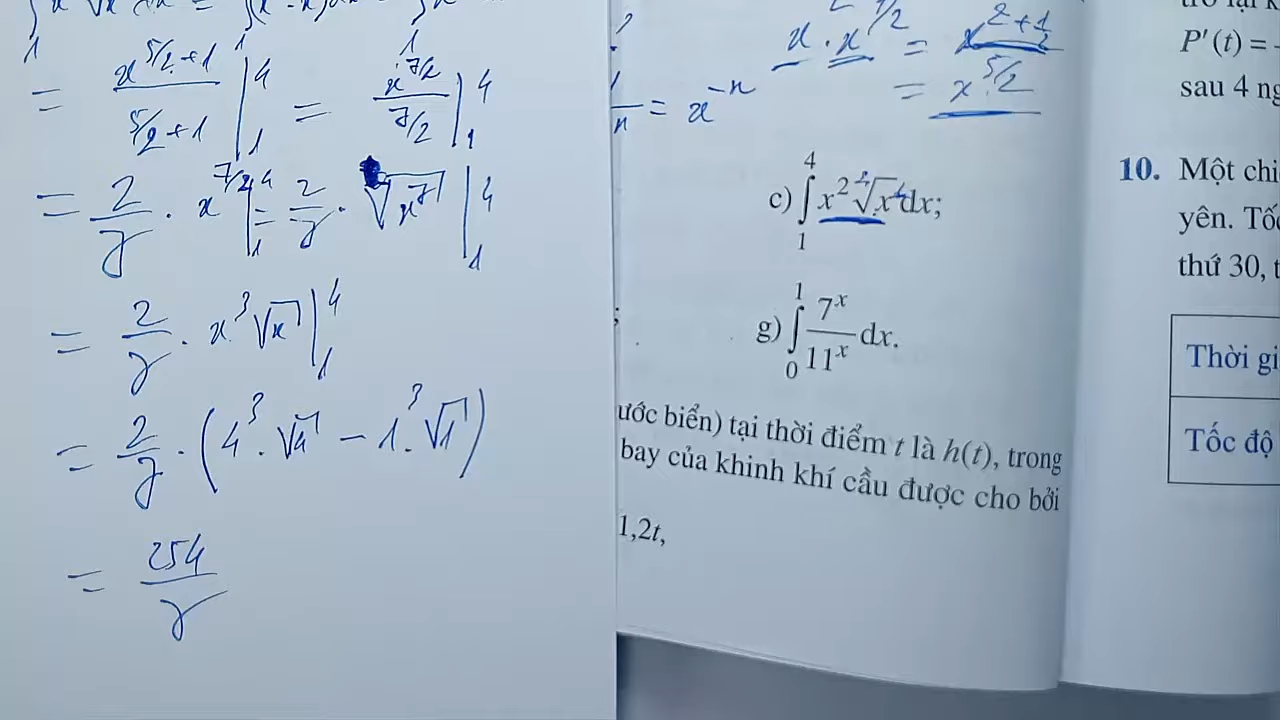 = x^{5/2+1}/(5/2+1) |_1^4 = x^{7/2}/(7/2) |_1^4
= 2/7 . x^{7/2} |_1^4 = 2/7 . √x^7 |_1^4
= 2/7 . x^3 √x |_1^4
= 2/7 . (4^3 . √4 - 1^3 . √1)
= 254/7
x^2 . x^{1/2} = x^{2+1/2}
= x^{5/2}
= x^{-n}
c) ∫_1^4 x^2 √x dx;
g) ∫_0^1 7^x/11^x dx.
ước biển) tại thời điểm t là h(t), trong
bay của khinh khí cầu được cho bởi
1,2t,
P'(t) = -
sau 4 ng
10. Một chi
yên. Tố
thứ 30, t
Thời gi
Tốc độ